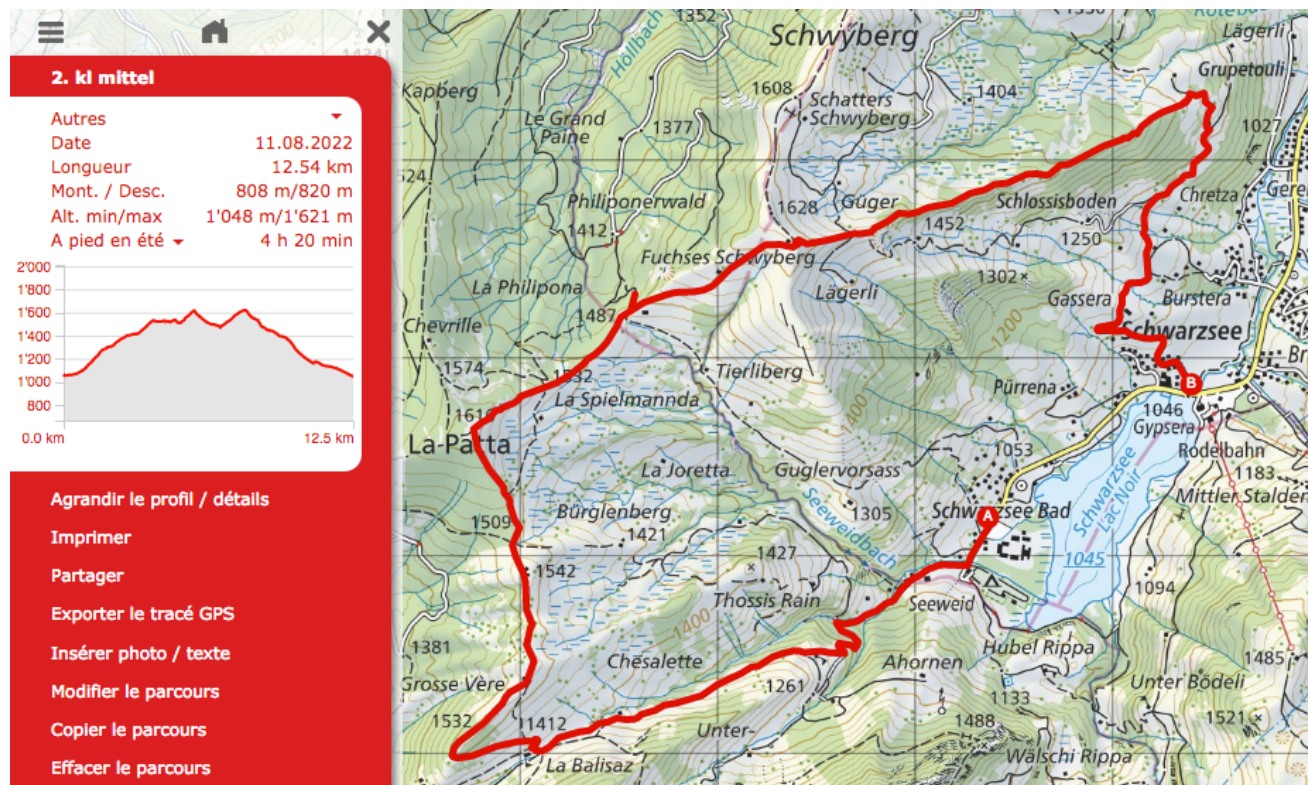 2. kl mittel
Autres
Date 11.08.2022
Longueur 12.54 km
Mont. / Desc. 808 m/820 m
Alt. min/max 1'048 m/1'621 m
A pied en été 4 h 20 min
2'000
1'800
1'600
1'400
1'200
1'000
800
0.0 km 12.5 km
Agrandir le profil / détails
Imprimer
Partager
Exporter le tracé GPS
Insérer photo / texte
Modifier le parcours
Copier le parcours
Effacer le parcours
1352
Höllbach
Schwyberg
Lägerli
Grupetouli
Kapberg
1608
1404
Schatters
Schwyberg
Le Grand
Paine
1377
1027
Philiponerwald
1628
Guger
Schlossisboden
Chretza
1412
1452
1250
Fuchses Schwyberg
1302
La Philipona
Lägerli
Gassera
Burstera
1200
1487
Chevrille
Schwarzsee
1574
1532
Tierliberg
La Spielmannda
Pürrena
B
1400
1046
Gypsera
La-Patta
1053
Rodelbahn
La Joretta
Guglervorsass
1183
Mittler Stalden
Schwarzsee
Lac Noir
1509
Bürglenberg
1305
Schwarzsee Bad
A
1421
Seeweidbach
1427
1045
1542
1094
Thossis Rain
Seeweid
1400
1381
Chesalette
Ahornen
Hubel Rippa
1485
Grosse Vère
1261
1133
Unter Bödeli
1532
1488
1521
Unter-
La Balisaz
Wälschi Rippa